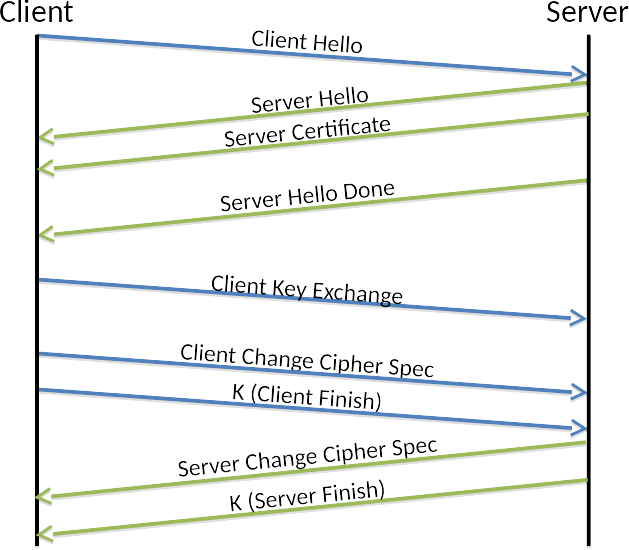 Client
Server
Client Hello
Server Hello
Server Certificate
Server Hello Done
Client Key Exchange
Client Change Cipher Spec
K (Client Finish)
Server Change Cipher Spec
K (Server Finish)